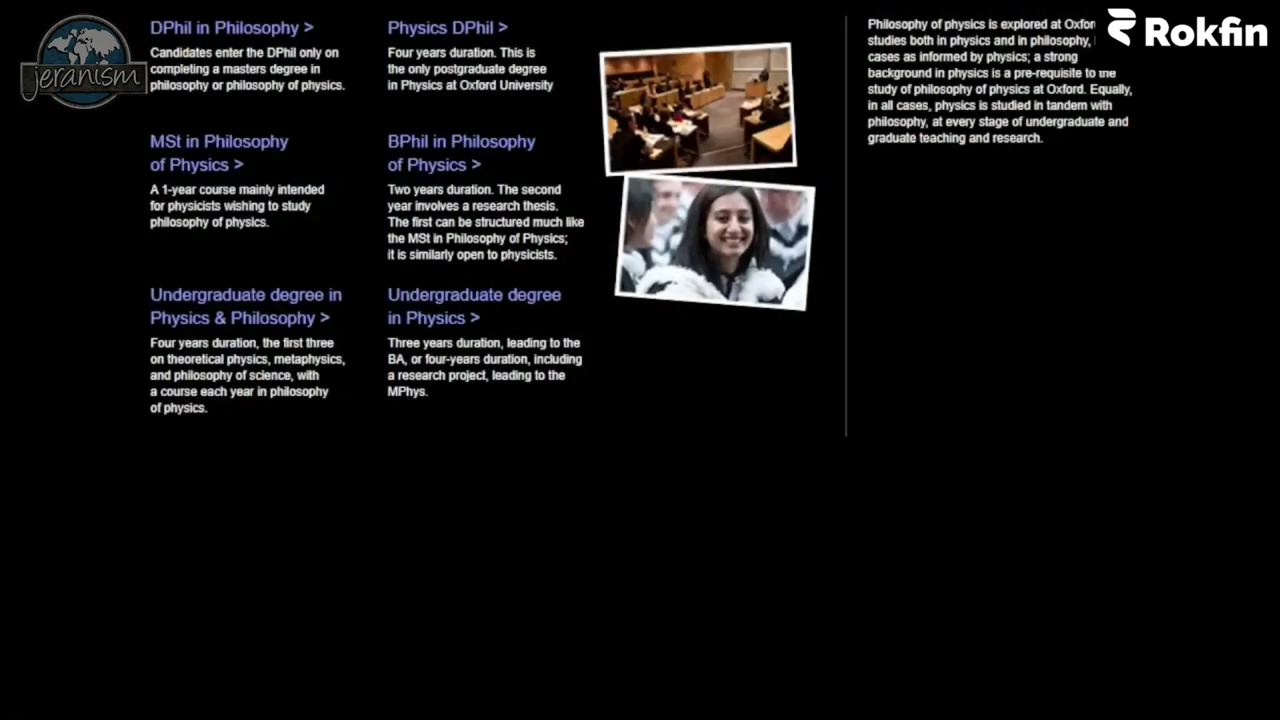 jeranism
DPhil in Philosophy >
Candidates enter the DPhil only on
completing a masters degree in
philosophy or philosophy of physics.
Physics DPhil >
Four years duration. This is
the only postgraduate degree
in Physics at Oxford University
MSt in Philosophy
of Physics >
A 1-year course mainly intended
for physicists wishing to study
philosophy of physics.
BPhil in Philosophy
of Physics >
Two years duration. The second
year involves a research thesis.
The first can be structured much like
the MSt in Philosophy of Physics;
it is similarly open to physicists.
Undergraduate degree in
Physics & Philosophy >
Four years duration, the first three
on theoretical physics, metaphysics,
and philosophy of science, with
a course each year in philosophy
of physics.
Undergraduate degree
in Physics >
Three years duration, leading to the
BA, or four-years duration, including
a research project, leading to the
MPhys.
Philosophy of physics is explored at
studies both in physics and in philosophy,
cases as informed by physics; a strong
background in physics is a pre-requisite to the
study of philosophy of physics at Oxford. Equally,
in all cases, physics is studied in tandem with
philosophy, at every stage of undergraduate and
graduate teaching and research.
Rokfin